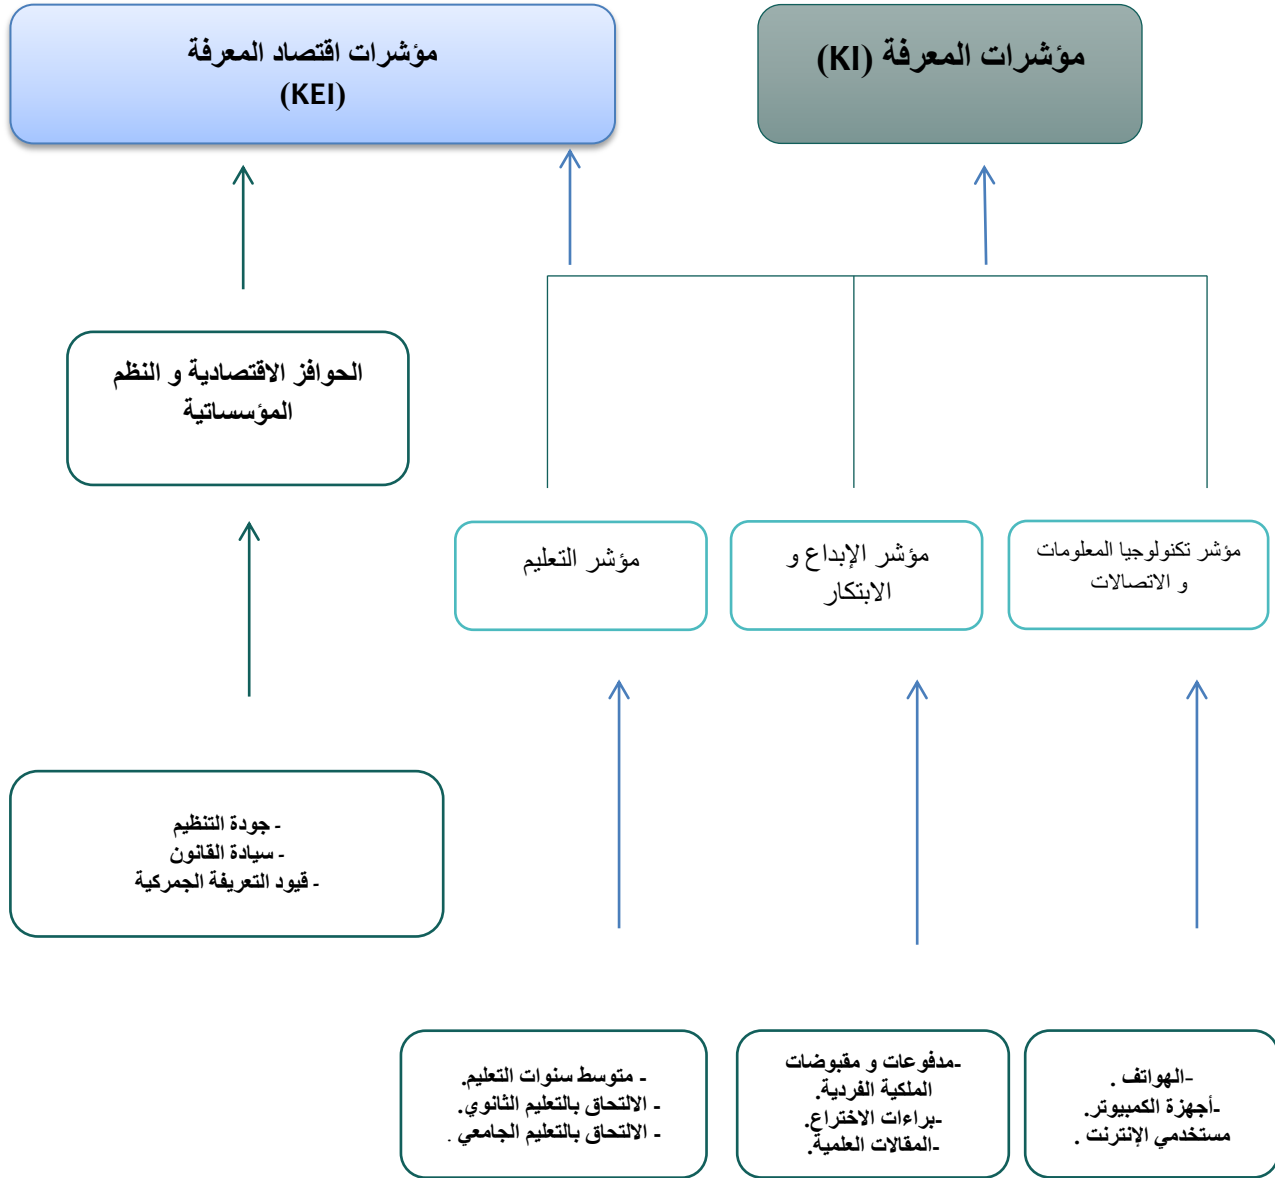 مؤشرات المعرفة (KI)
مؤشرات اقتصاد المعرفة
(KEI)
الحوافز الاقتصادية و النظم
المؤسساتية
مؤشر تكنولوجيا المعلومات
و الاتصالات
مؤشر الإبداع و
الابتكار
مؤشر التعليم
- جودة التنظيم
- سيادة القانون
- قيود التعريفة الجمركية
-الهواتف .
-أجهزة الكمبيوتر.
مستخدمي الإنترنت .
-مدفوعات و مقبوضات
الملكية الفردية.
-براءات الاختراع.
-المقالات العلمية.
- متوسط سنوات التعليم.
- الالتحاق بالتعليم الثانوي.
- الالتحاق بالتعليم الجامعي .